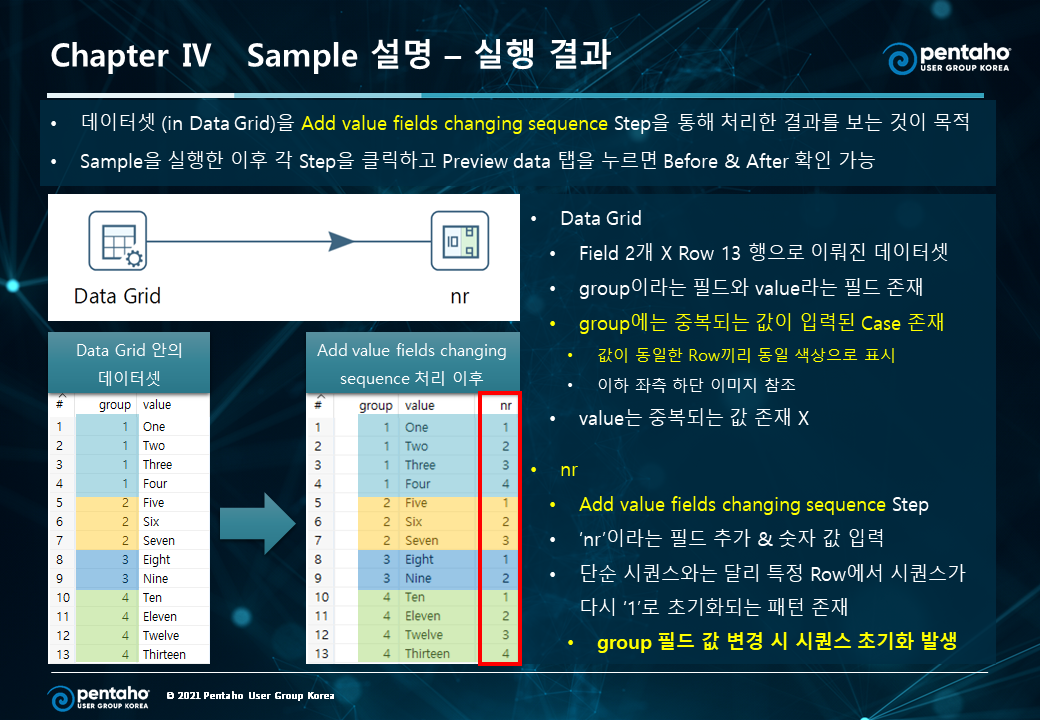 Chapter IV Sample 설명 – 실행 결과
pentaho
USER GROUP KOREA
• 데이터셋 (in Data Grid)을 Add value fields changing sequence Step을 통해 처리한 결과를 보는 것이 목적
• Sample을 실행한 이후 각 Step을 클릭하고 Preview data 탭을 누르면 Before & After 확인 가능
Data Grid nr
Data Grid 안의
데이터셋
# group value
1 1 One
2 1 Two
3 1 Three
4 1 Four
5 2 Five
6 2 Six
7 2 Seven
8 3 Eight
9 3 Nine
10 4 Ten
11 4 Eleven
12 4 Twelve
13 4 Thirteen
Add value fields changing
sequence 처리 이후
# group value nr
1 1 One 1
2 1 Two 2
3 1 Three 3
4 1 Four 4
5 2 Five 1
6 2 Six 2
7 2 Seven 3
8 3 Eight 1
9 3 Nine 2
10 4 Ten 1
11 4 Eleven 2
12 4 Twelve 3
13 4 Thirteen 4
• Data Grid
• Field 2개 X Row 13 행으로 이뤄진 데이터셋
• group이라는 필드와 value라는 필드 존재
• group에는 중복되는 값이 입력된 Case 존재
• 값이 동일한 Row끼리 동일 색상으로 표시
• 이하 좌측 하단 이미지 참조
• value는 중복되는 값 존재 X
• nr
• Add value fields changing sequence Step
• ‘nr’이라는 필드 추가 & 숫자 값 입력
• 단순 시퀀스와는 달리 특정 Row에서 시퀀스가
다시 ‘1’로 초기화되는 패턴 존재
• group 필드 값 변경 시 시퀀스 초기화 발생
pentaho
USER GROUP KOREA
© 2021 Pentaho User Group Korea